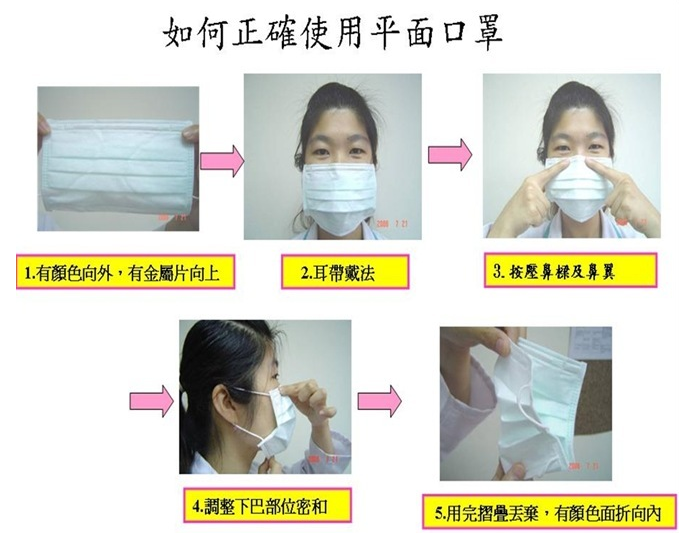 如何正確使用平面口罩
1.有顏色向外，有金屬片向上
2.耳帶戴法
3.按壓鼻樑及鼻翼
4.調整下巴部位密和
5.用完摺疊丟棄，有顏色面折向內